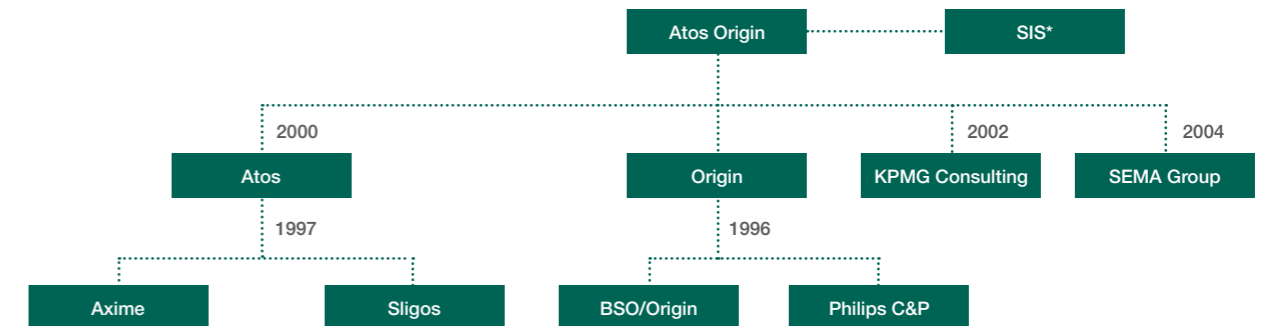 Atos Origin
SIS*
2000
2002
2004
Atos
Origin
KPMG Consulting
SEMA Group
1997
1996
Axime
Sligos
BSO/Origin
Philips C&P